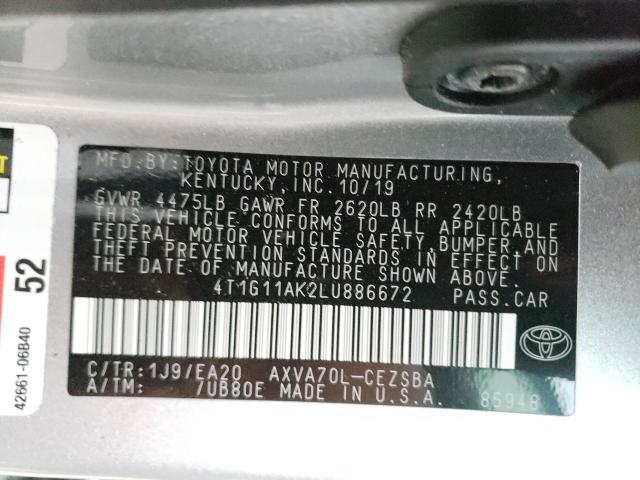 MFD.BY:TOYOTA MOTOR MANUFACTURING,
KENTUCKY, INC. 10/19
GVWR 4475LB GAWR FR 2620LB RR 2420LB
THIS VEHICLE CONFORMS TO ALL APPLICABLE
FEDERAL MOTOR VEHICLE SAFETY, BUMPER, AND
THEFT PREVENTION STANDARDS IN EFFECT ON
THE DATE OF MANUFACTURE SHOWN ABOVE.
4T1G11AK2LU886672 PASS.CAR
C/TR:1J9/EA20 AXVA70L-CEZSBA
A/TM: 7UB80E MADE IN U.S.A. 85948
52
42661-06B40